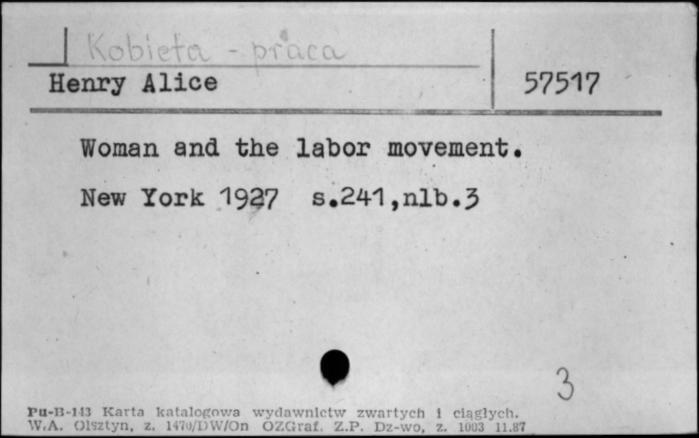 Kobieta - praca
Henry Alice 57517
Woman and the labor movement.
New York 1927 s.241,nlb.3
3
Pu-B-143 Karta katalogowa wydawnictw zwartych i ciągłych.
W.A. Olsztyn, z. 1470/DW/On OZGraf. Z.P. Dz-wo, z. 1003 11.87